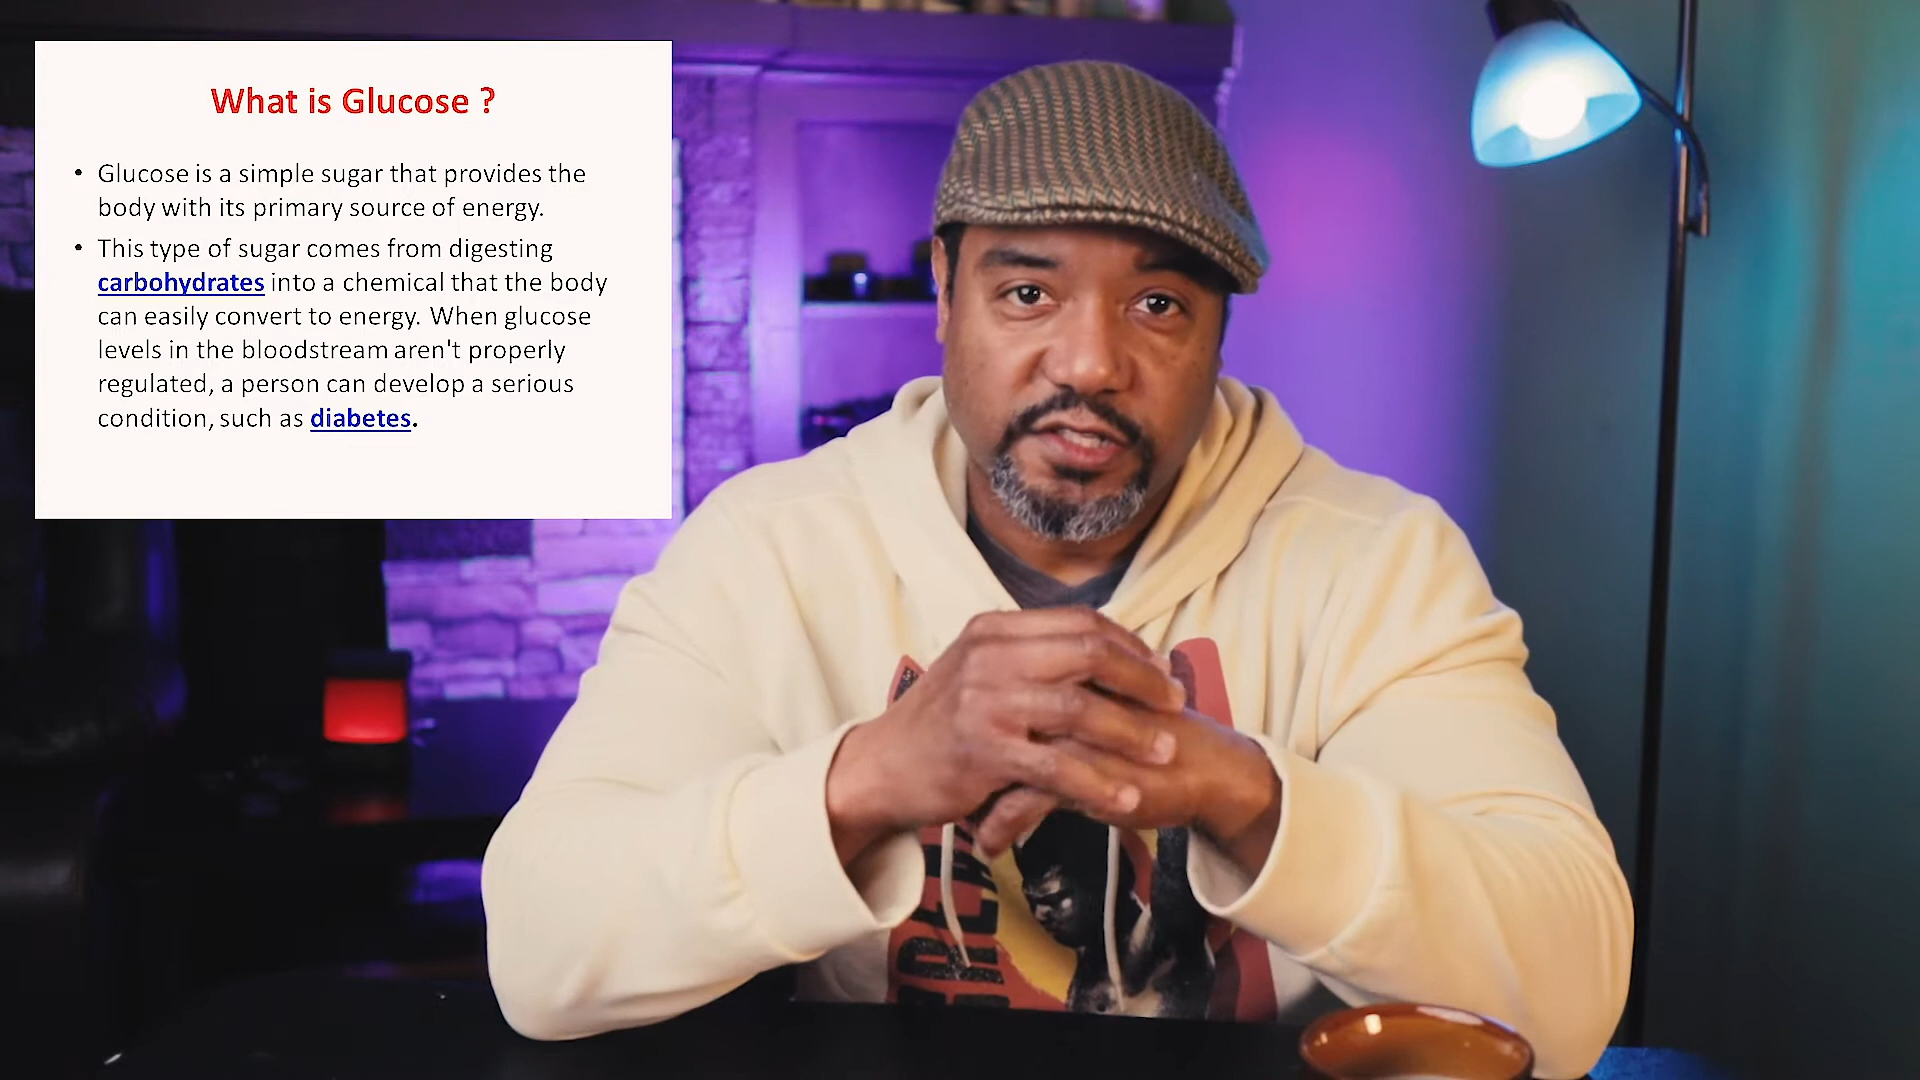 What is Glucose ?
• Glucose is a simple sugar that provides the
body with its primary source of energy.
• This type of sugar comes from digesting
carbohydrates into a chemical that the body
can easily convert to energy. When glucose
levels in the bloodstream aren't properly
regulated, a person can develop a serious
condition, such as diabetes.